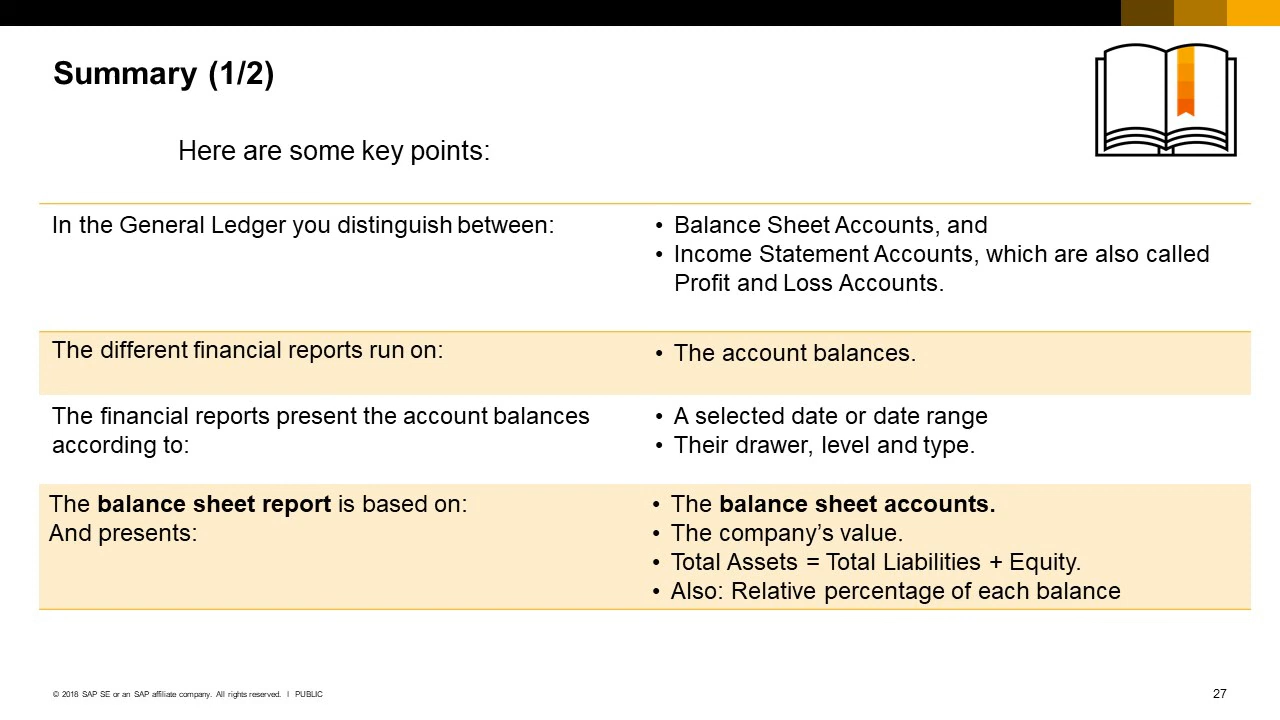 Summary (1/2)
Here are some key points:
In the General Ledger you distinguish between:
• Balance Sheet Accounts, and
• Income Statement Accounts, which are also called
Profit and Loss Accounts.
The different financial reports run on:
• The account balances.
The financial reports present the account balances
according to:
• A selected date or date range
• Their drawer, level and type.
The balance sheet report is based on:
And presents:
• The balance sheet accounts.
• The company’s value.
• Total Assets = Total Liabilities + Equity.
• Also: Relative percentage of each balance
© 2018 SAP SE or an SAP affiliate company. All rights reserved. I PUBLIC
27